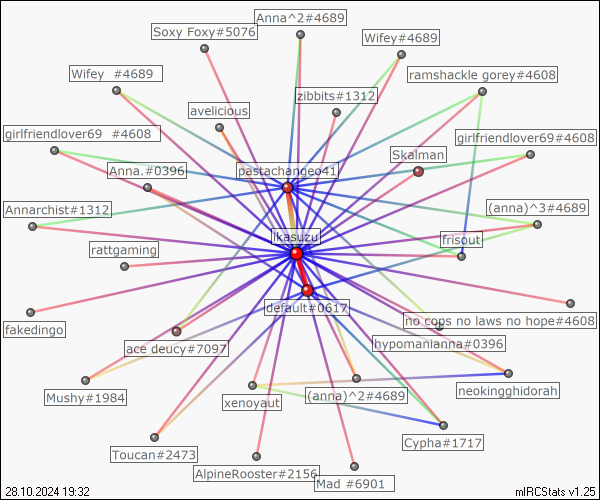 Anna^2#4689
Soxy Foxy#5076
Wifey#4689
Wifey  #4689
ramshackle gorey#4608
zibbits#1312
avelicious
girlfriendlover69  #4608
girlfriendlover69#4608
Skalman
Anna.#0396
pastachangeo41
Annarchist#1312
(anna)^3#4689
ikasuzu
frisout
rattgaming
default#0617
fakedingo
no cops no laws no hope#4608
ace deucy#7097
hypomanianna#0396
Mushy#1984
neokingghidorah
(anna)^2#4689
xenoyaut
Cypha#1717
Toucan#2473
AlpineRooster#2156
Mad #6901
28.10.2024 19:32
mIRCStats v1.25